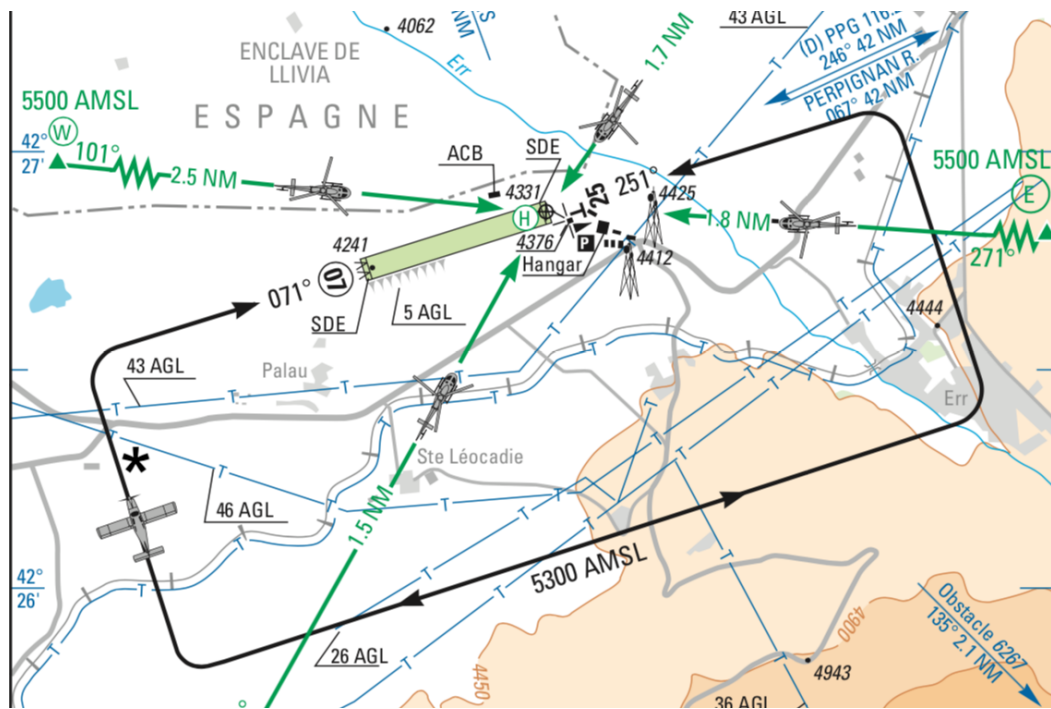 4062
43 AGL
ENCLAVE DE
LLIVIA
ESPAGNE
Err
1.7 NM
246° 42 NM
PERPIGNAN R.
067° 42 NM
5500 AMSL
W
42°
27'
101°
2.5 NM
ACB
SDE
4331
H
25
251°
4425
5500 AMSL
E
1.8 NM
271°
4376
P
Hangar
4412
4241
071°
07
SDE
5 AGL
4444
43 AGL
Palau
Err
*
Ste Léocadie
46 AGL
1.5 NM
5300 AMSL
42°
26'
26 AGL
4450
4900
4943
Obstacle 6267
135° 2.1 NM
36 AGL
T